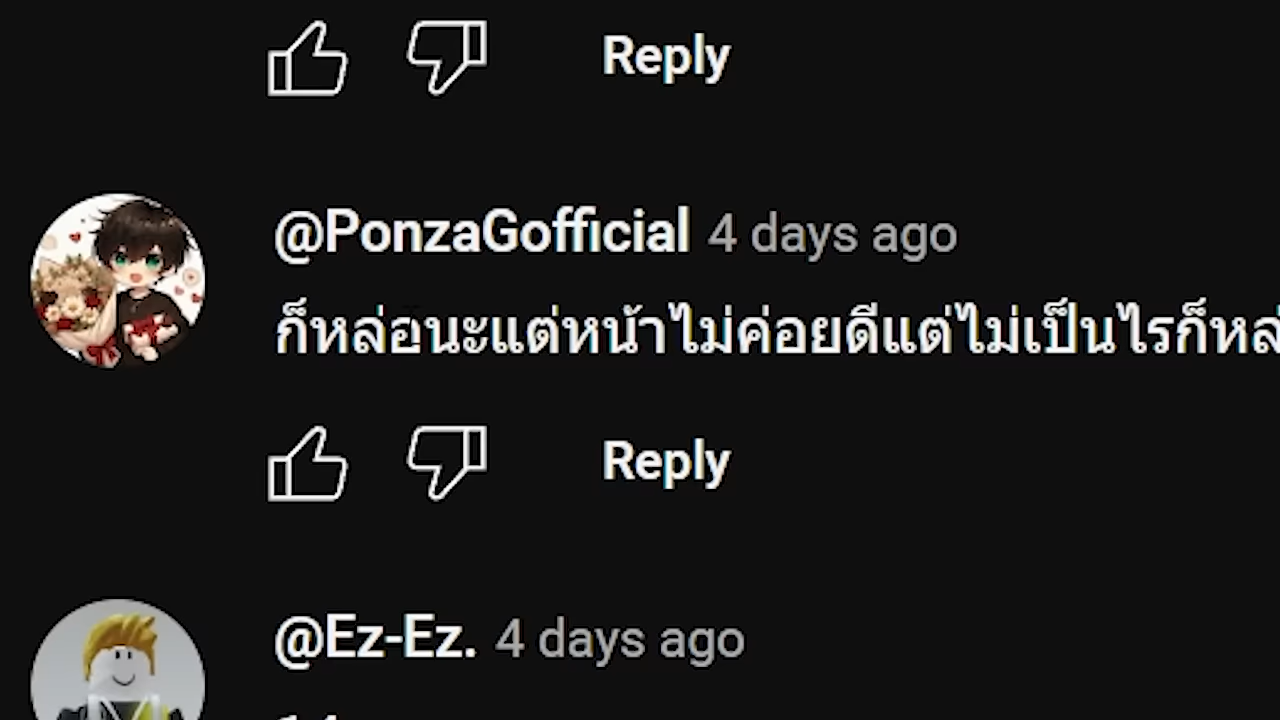 Reply
@PonzaGofficial 4 days ago
ก็หล่อนะแต่หน้าไม่ค่อยดีแต่ไม่เป็นไรก็หล
Reply
@Ez-Ez. 4 days ago